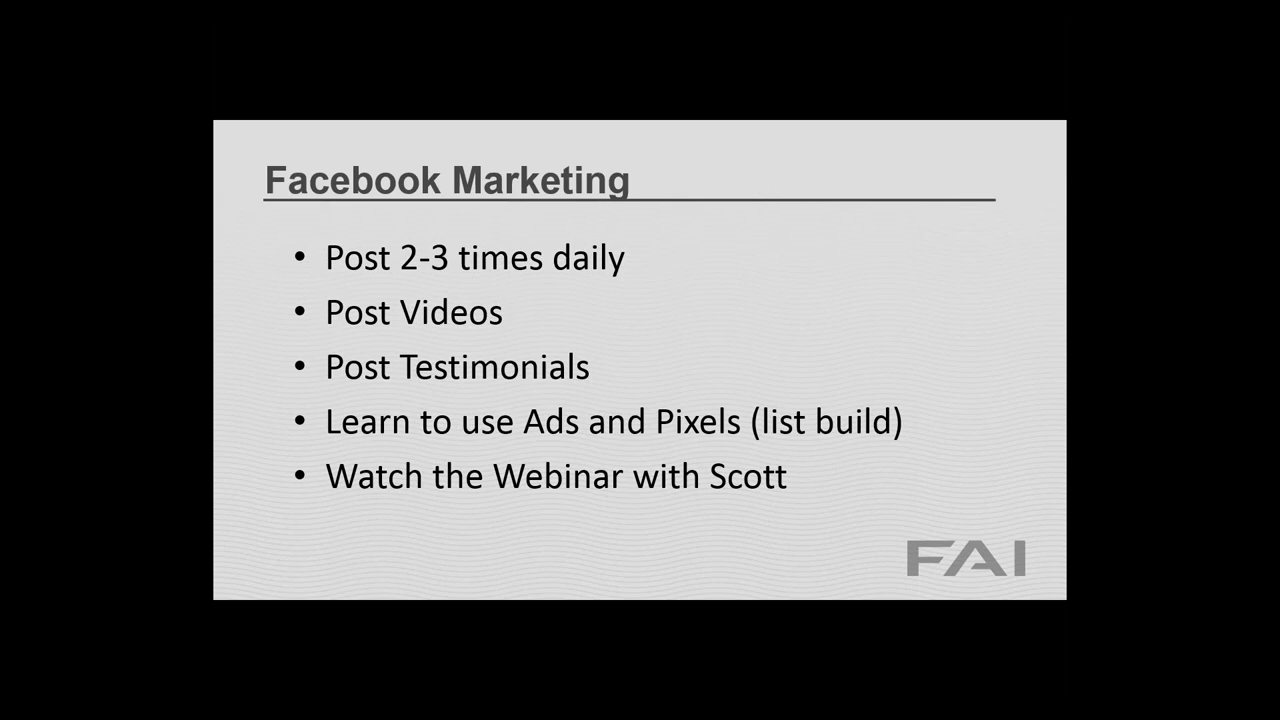 Facebook Marketing
• Post 2-3 times daily
• Post Videos
• Post Testimonials
• Learn to use Ads and Pixels (list build)
• Watch the Webinar with Scott
FAI